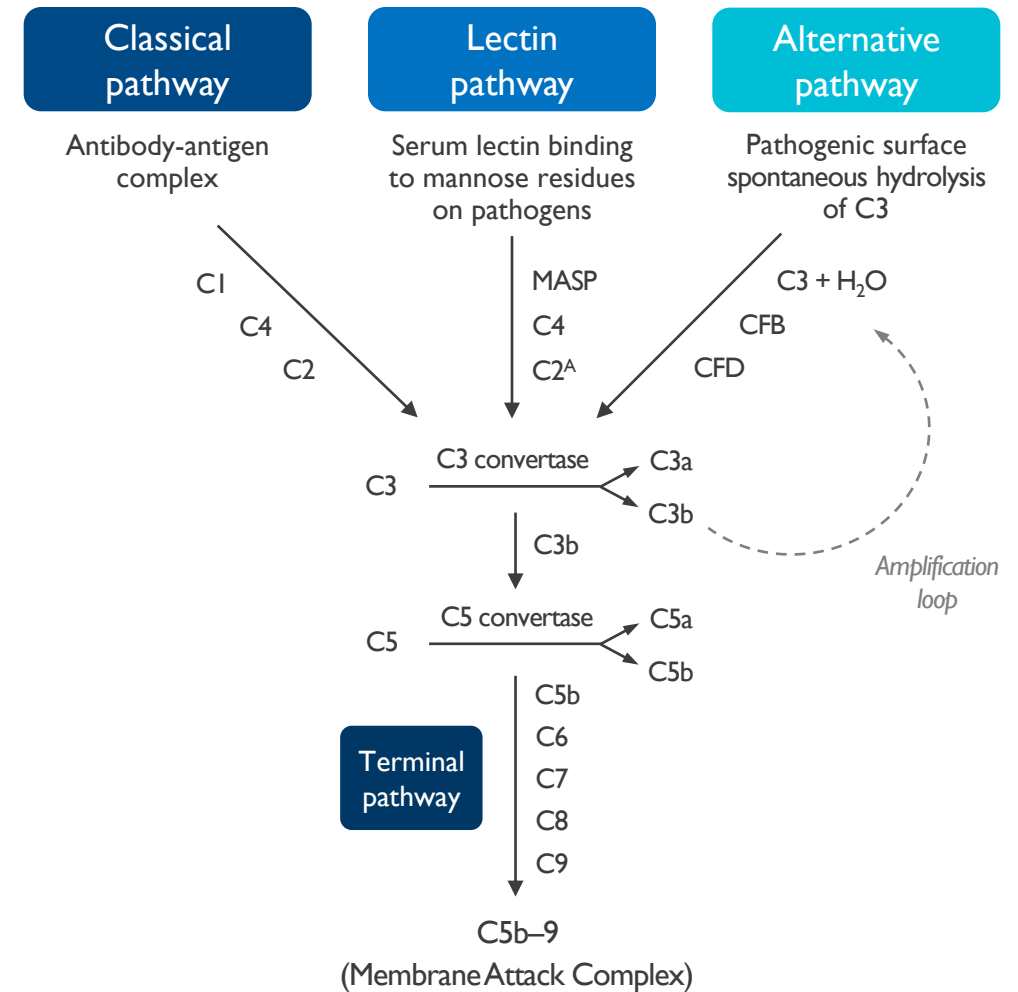 Classical
pathway
Lectin
pathway
Alternative
pathway
Antibody-antigen
complex
Serum lectin binding
to mannose residues
on pathogens
Pathogenic surface
spontaneous hydrolysis
of C3
C1
C4
C2
MASP
C4
C2ᴬ
C3 + H₂O
CFB
CFD
C3 convertase
C3
C3a
C3b
C3b
Amplification
loop
C5 convertase
C5
C5a
C5b
Terminal
pathway
C5b
C6
C7
C8
C9
C5b–9
(Membrane Attack Complex)